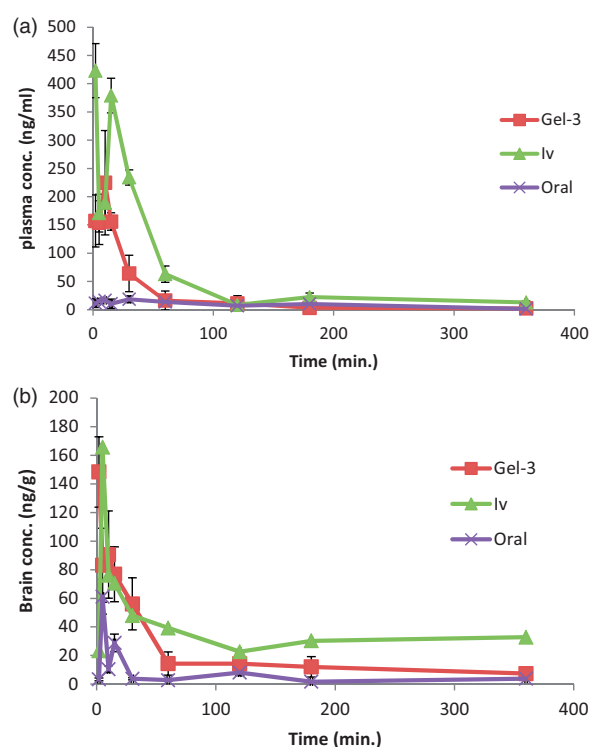 (a)
plasma conc. (ng/ml)
500
450
400
350
300
250
200
150
100
50
0
Gel-3
Iv
Oral
0 100 200 300 400
Time (min.)
(b)
Brain conc. (ng/g)
200
180
160
140
120
100
80
60
40
20
0
Gel-3
Iv
Oral
0 100 200 300 400
Time (min.)